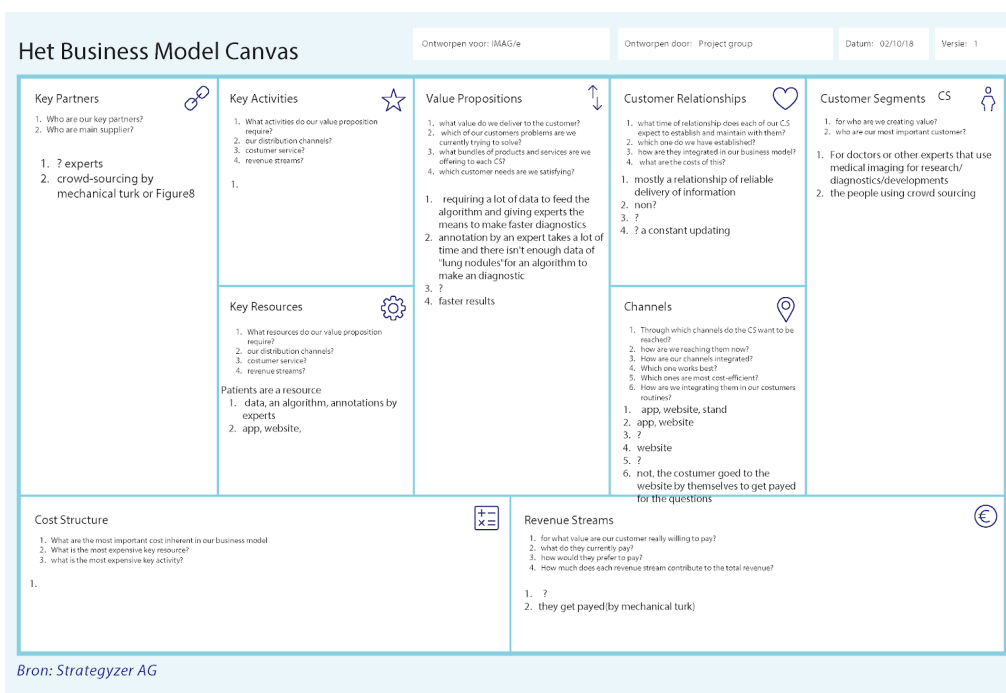 Het Business Model Canvas
Ontworpen voor: IMAG/e
Ontworpen door: Project group
Datum: 02/10/18
Versie: 1
Key Partners
1. Who are our key partners?
2. Who are main supplier?
1. ? experts
2. crowd-sourcing by
mechanical turk or Figure8
Key Activities
1. What activities do our value proposition
require?
2. our distribution channels?
3. costumer service?
4. revenue streams?
1.
Key Resources
1. What resources do our value proposition
require?
2. our distribution channels?
3. costumer service?
4. revenue streams?
Patients are a resource
1. data, an algorithm, annotations by
experts
2. app, website,
Value Propositions
1. what value do we deliver to the customer?
2. which of our customers problems are we
currently trying to solve?
3. what bundles of products and services are we
offering to each CS?
4. which customer needs are we satisfying?
1. requiring a lot of data to feed the
algorithm and giving experts the
means to make faster diagnostics
2. annotation by an expert takes a lot of
time and there isn't enough data of
"lung nodules"for an algorithm to
make an diagnostic
3. ?
4. faster results
Customer Relationships
1. what time of relationship does each of our C.S
expect to establish and maintain with them?
2. which one do we have established?
3. how are they integrated in our business model?
4. what are the costs of this?
1. mostly a relationship of reliable
delivery of information
2. non?
3. ?
4. ? a constant updating
Channels
1. Through which channels do the CS want to be
reached?
2. how are we reaching them now?
3. How are our channels integrated?
4. Which one works best?
5. Which ones are most cost-efficient?
6. How are we integrating them in our costumers
routines?
1. app, website, stand
2. app, website
3. ?
4. website
5. ?
6. not, the costumer goed to the
website by themselves to get payed
for the questions
Customer Segments CS
1. for who are we creating value?
2. who are our most important customer?
1. For doctors or other experts that use
medical imaging for research/
diagnostics/developments
2. the people using crowd sourcing
Cost Structure
1. What are the most important cost inherent in our business model
2. What is the most expensive key resource?
3. what is the most expensive key activity?
1.
Revenue Streams
1. for what value are our customer really willing to pay?
2. what do they currently pay?
3. how would they prefer to pay?
4. How much does each revenue stream contribute to the total revenue?
1. ?
2. they get payed(by mechanical turk)
Bron: Strategyzer AG